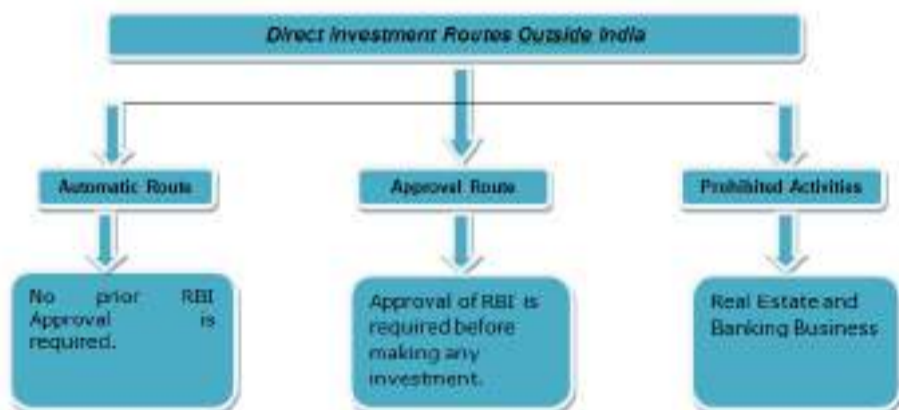 Direct Investment Routes Outside India
Automatic Route
Approval Route
Prohibited Activities
No prior RBI
Approval is
required.
Approval of RBI is
required before
making any
investment.
Real Estate and
Banking Business